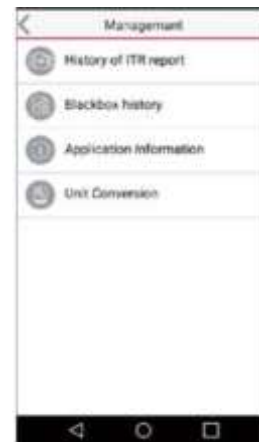 Management
History of ITR report
Blackbox history
Application Information
Unit Conversion